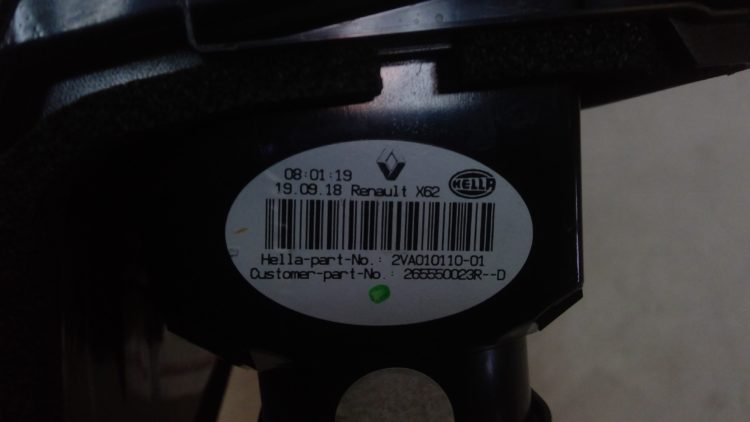 08:01:19
19.09.18 Renault X62
HELLA
Hella-part-No.: 2VA010110-01
Customer-part-No.: 265550023R--D